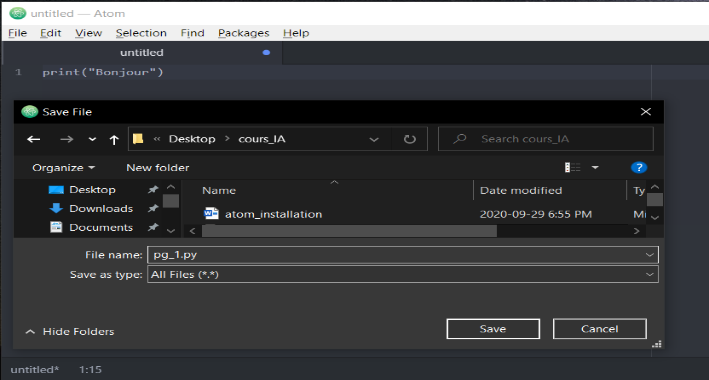 untitled — Atom
File Edit View Selection Find Packages Help
untitled
1 print("Bonjour")
Save File
« Desktop > cours_IA
Search cours_IA
Organize New folder
?
Desktop
Downloads
Documents
Name Date modified Ty
atom_installation 2020-09-29 6:55 PM Mi
File name: pg_1.py
Save as type: All Files (*.*)
Hide Folders Save Cancel
untitled* 1:15